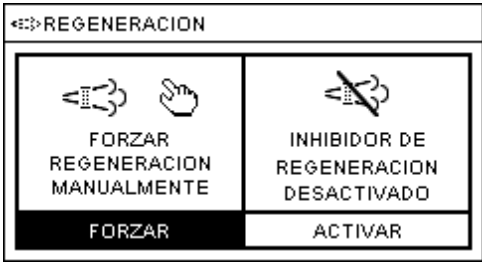 REGENERACION
FORZAR
REGENERACION
MANUALMENTE
FORZAR
INHIBIDOR DE
REGENERACION
DESACTIVADO
ACTIVAR